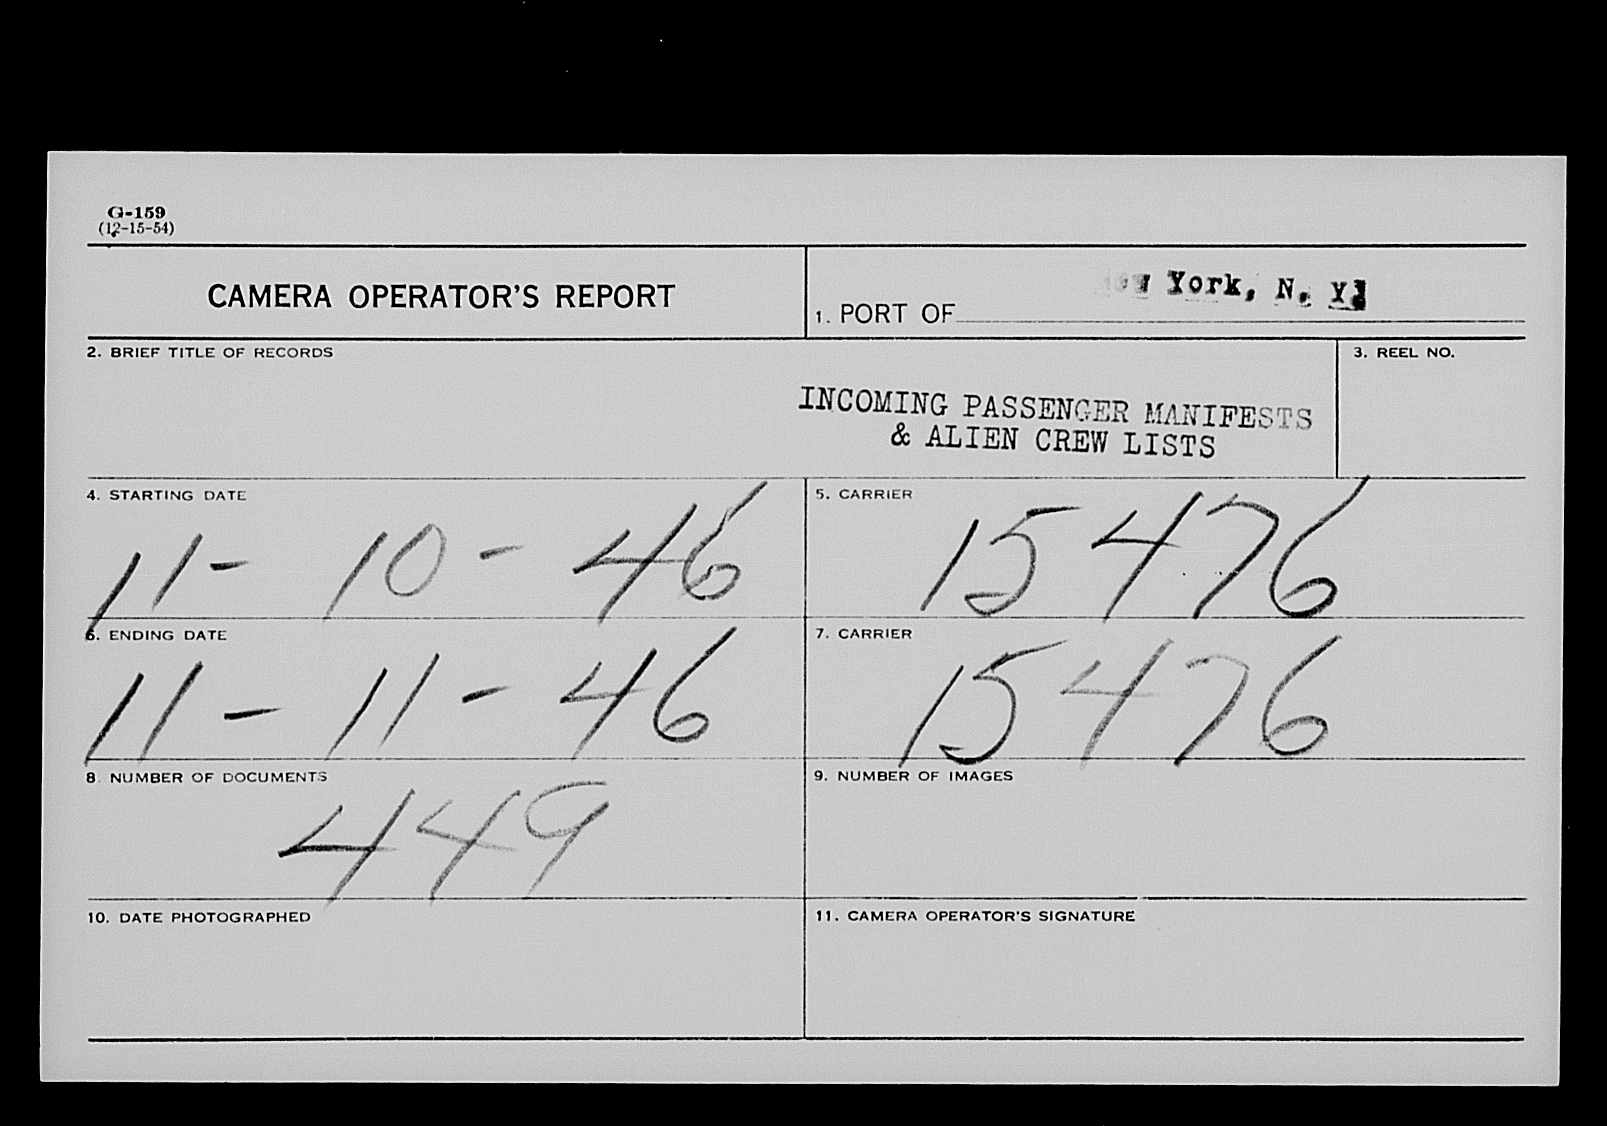 G-159
(12-15-54)
CAMERA OPERATOR'S REPORT
1. PORT OF New York, N. Y.
2. BRIEF TITLE OF RECORDS
INCOMING PASSENGER MANIFESTS
& ALIEN CREW LISTS
3. REEL NO.
4. STARTING DATE
11-10-46
5. CARRIER
15476
6. ENDING DATE
11-11-46
7. CARRIER
15476
8. NUMBER OF DOCUMENTS
449
9. NUMBER OF IMAGES
10. DATE PHOTOGRAPHED
11. CAMERA OPERATOR'S SIGNATURE